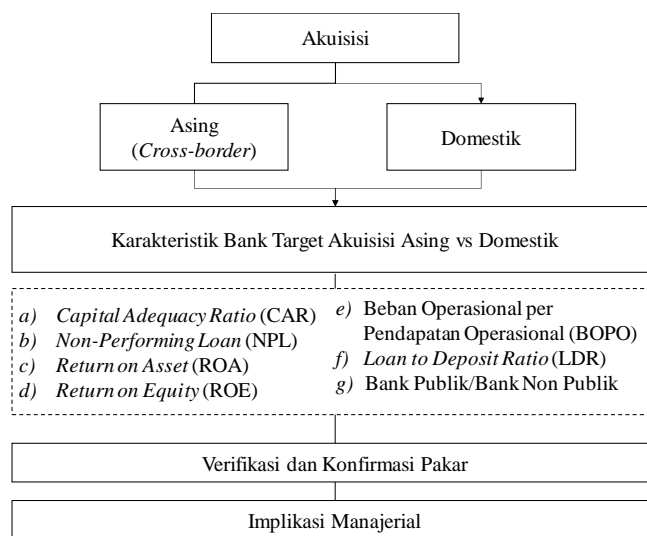 Akuisisi
Asing
(Cross-border)
Domestik
Karakteristik Bank Target Akuisisi Asing vs Domestik
a) Capital Adequacy Ratio (CAR)
b) Non-Performing Loan (NPL)
c) Return on Asset (ROA)
d) Return on Equity (ROE)
e) Beban Operasional per
Pendapatan Operasional (BOPO)
f) Loan to Deposit Ratio (LDR)
g) Bank Publik/Bank Non Publik
Verifikasi dan Konfirmasi Pakar
Implikasi Manajerial